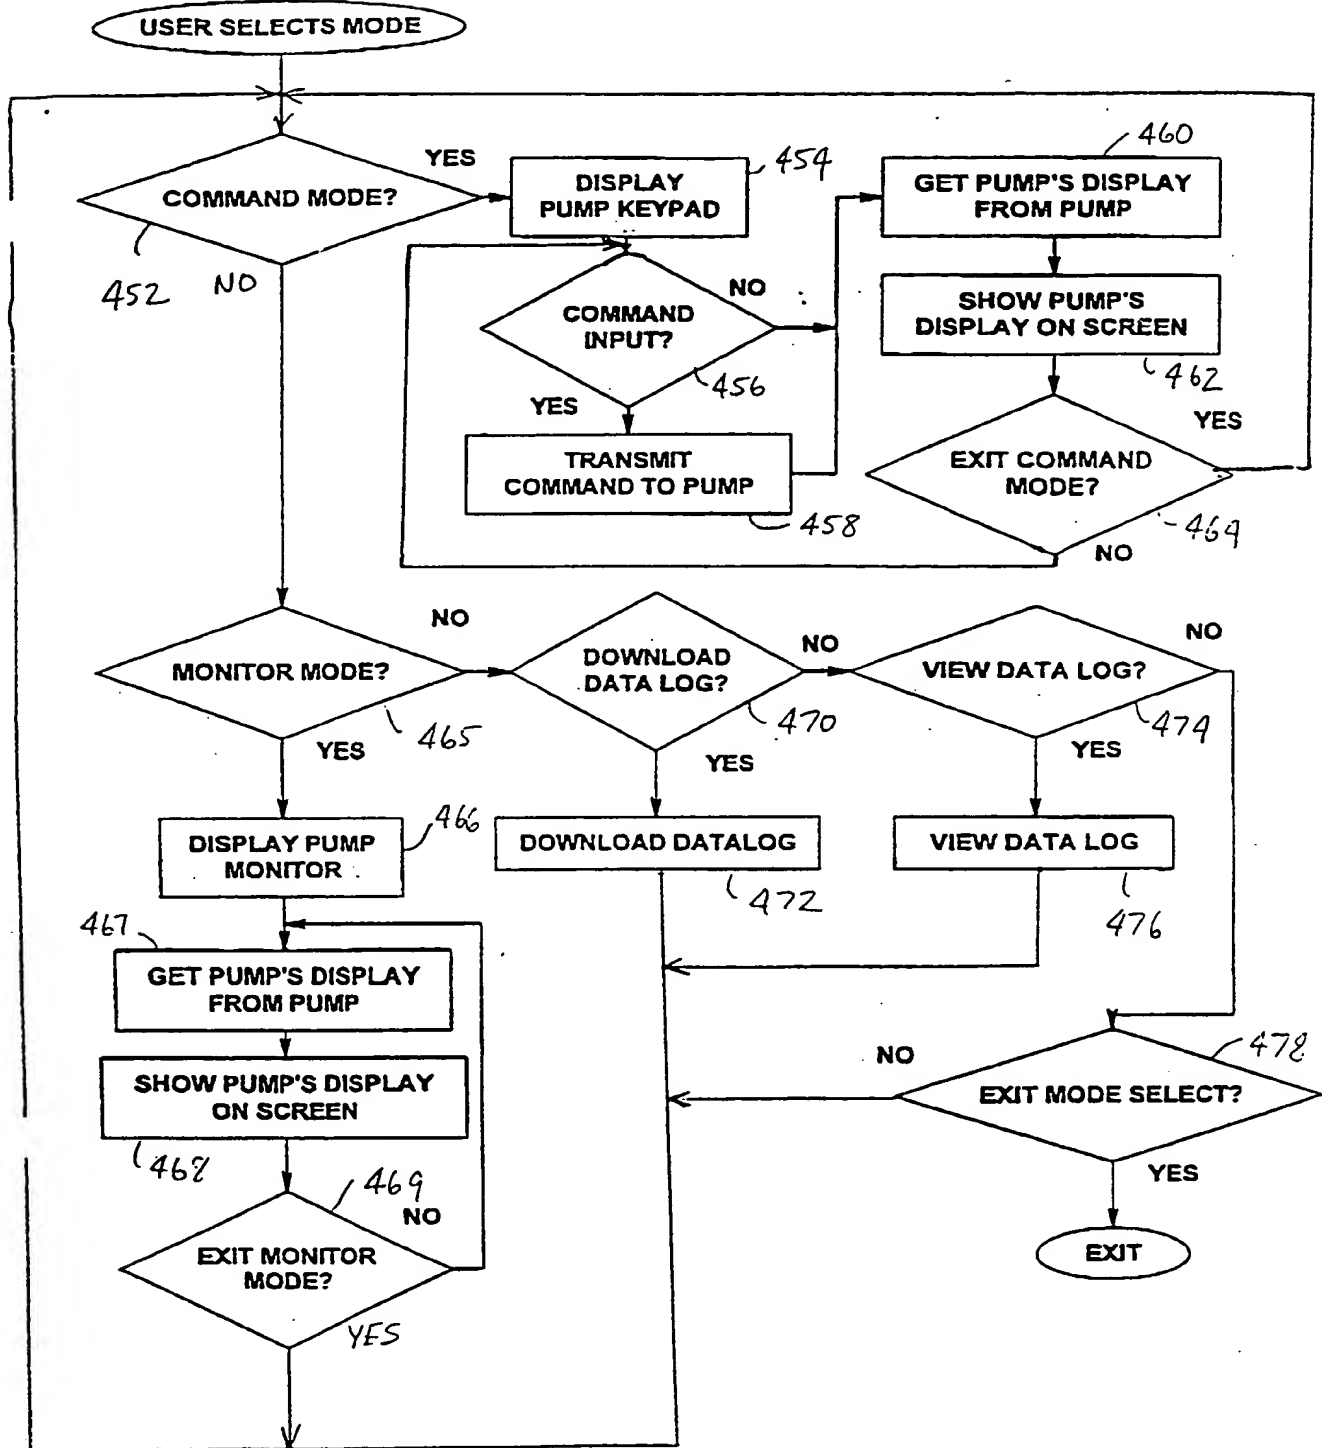 USER SELECTS MODE
COMMAND MODE?
YES
452
NO
DISPLAY
PUMP KEYPAD
454
COMMAND
INPUT?
NO
456
YES
TRANSMIT
COMMAND TO PUMP
458
460
GET PUMP'S DISPLAY
FROM PUMP
SHOW PUMP'S
DISPLAY ON SCREEN
462
EXIT COMMAND
MODE?
YES
464
NO
MONITOR MODE?
NO
465
YES
DOWNLOAD
DATA LOG?
NO
470
YES
VIEW DATA LOG?
NO
474
YES
DISPLAY PUMP
MONITOR
466
DOWNLOAD DATALOG
472
VIEW DATA LOG
476
467
GET PUMP'S DISPLAY
FROM PUMP
SHOW PUMP'S DISPLAY
ON SCREEN
468
469
EXIT MONITOR
MODE?
NO
YES
478
EXIT MODE SELECT?
NO
YES
EXIT